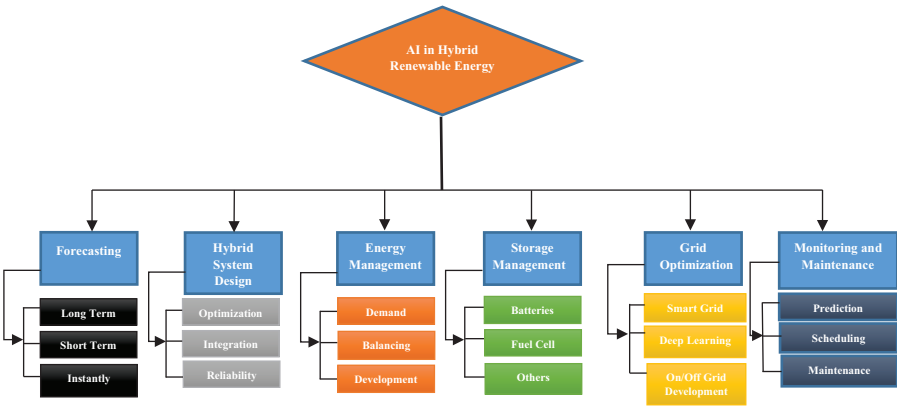 AI in Hybrid
Renewable Energy
Forecasting
Long Term
Short Term
Instantly
Hybrid
System
Design
Optimization
Integration
Reliability
Energy
Management
Demand
Balancing
Development
Storage
Management
Batteries
Fuel Cell
Others
Grid
Optimization
Smart Grid
Deep Learning
On/Off Grid
Development
Monitoring and
Maintenance
Prediction
Scheduling
Maintenance